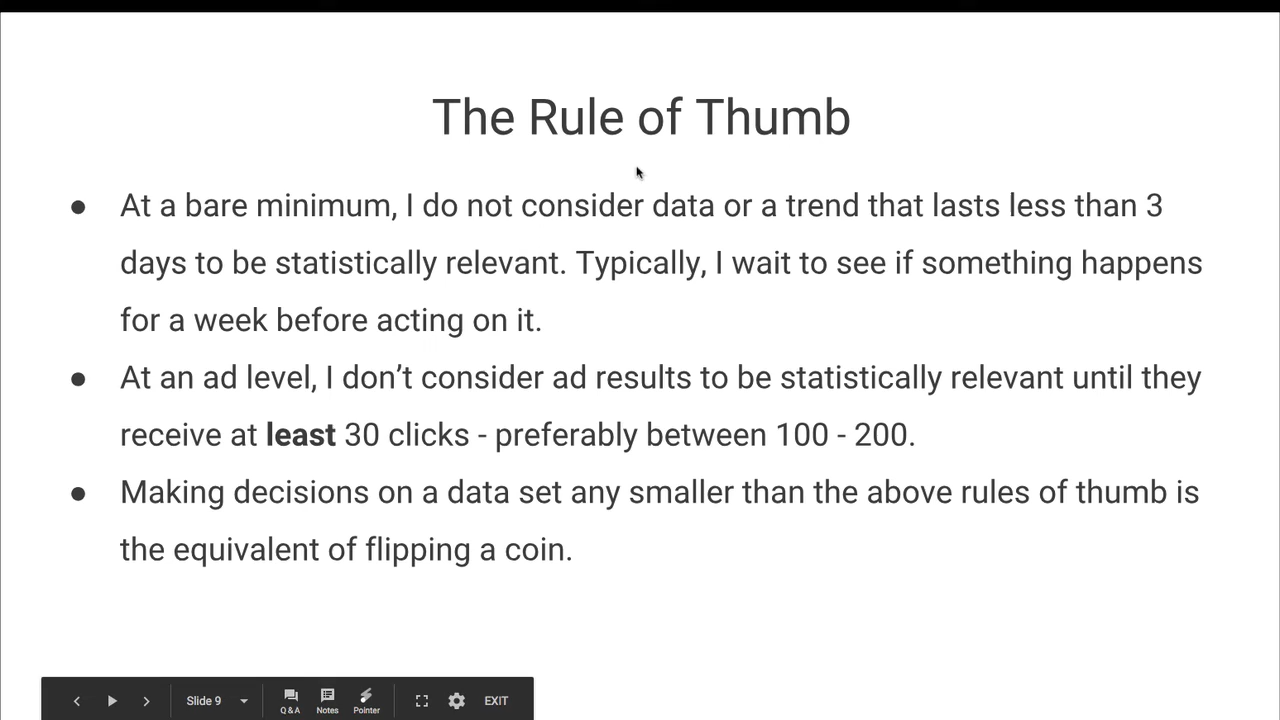 The Rule of Thumb
● At a bare minimum, I do not consider data or a trend that lasts less than 3
days to be statistically relevant. Typically, I wait to see if something happens
for a week before acting on it.
● At an ad level, I don’t consider ad results to be statistically relevant until they
receive at least 30 clicks - preferably between 100 - 200.
● Making decisions on a data set any smaller than the above rules of thumb is
the equivalent of flipping a coin.
Slide 9
Q & A
Notes
Pointer
EXIT